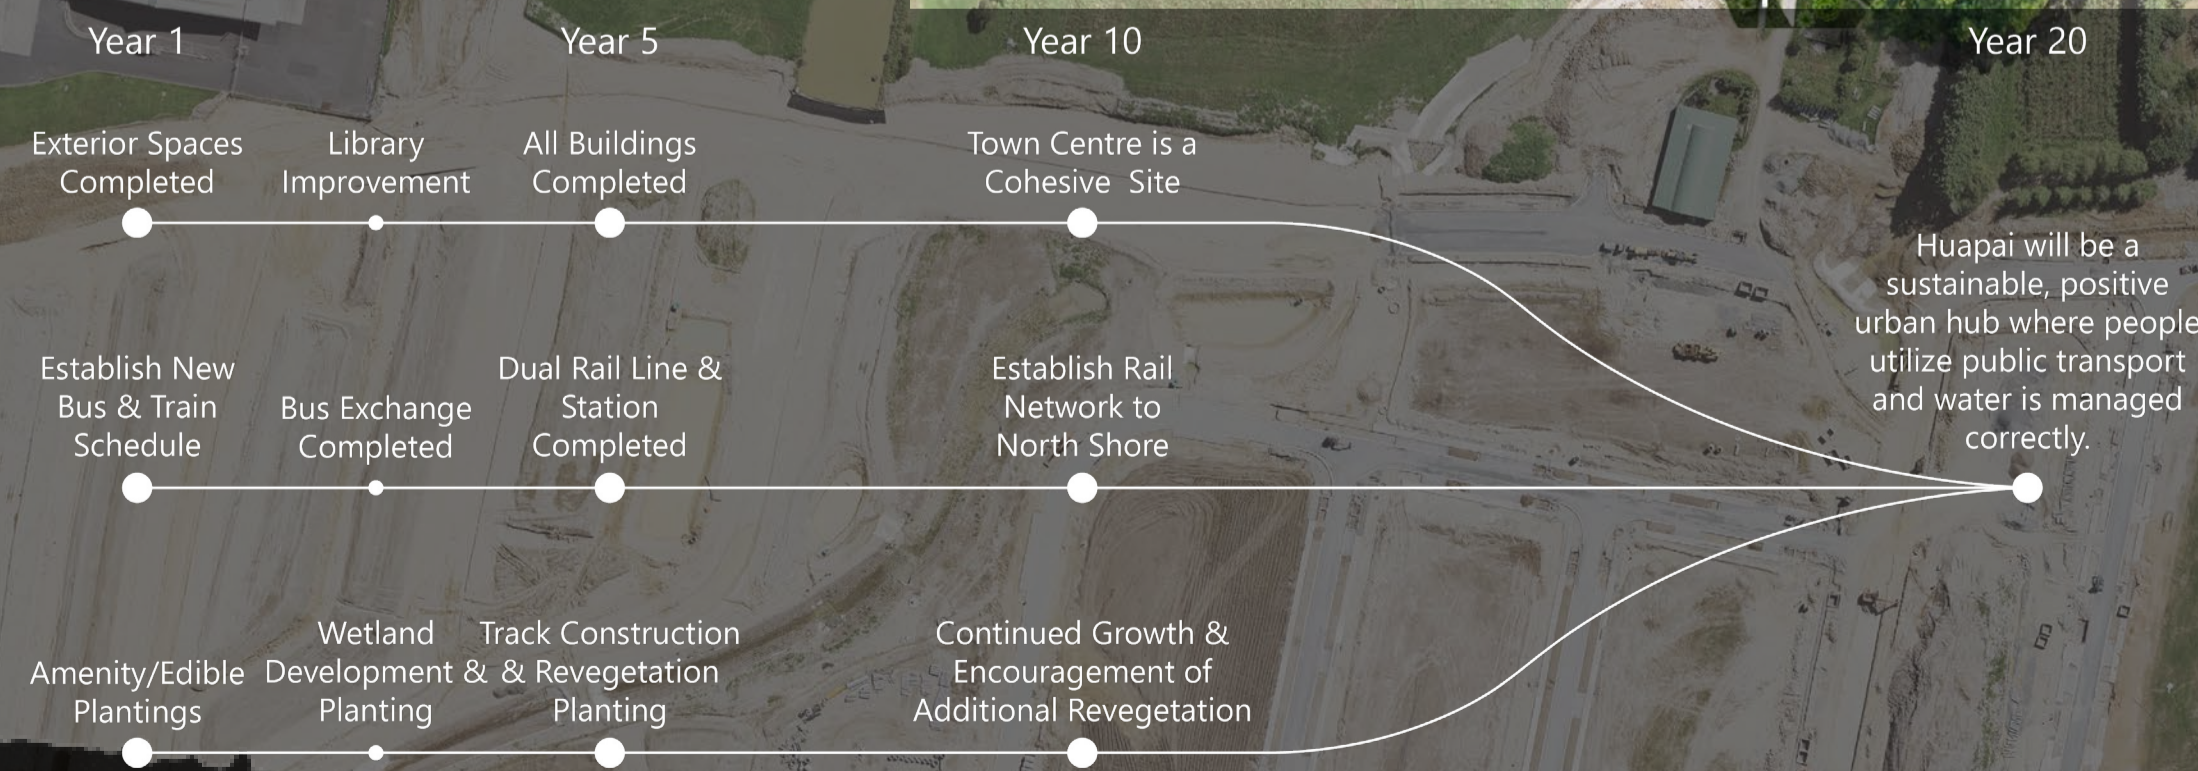 Year 1
Year 5
Year 10
Year 20
Exterior Spaces
Completed
Library
Improvement
All Buildings
Completed
Town Centre is a
Cohesive  Site
Huapai will be a
sustainable, positive
urban hub where people
utilize public transport
and water is managed
correctly.
Establish New
Bus & Train
Schedule
Bus Exchange
Completed
Dual Rail Line &
Station
Completed
Establish Rail
Network to
North Shore
Amenity/Edible
Plantings
Wetland
Development &
Planting
Track Construction
& Revegetation
Planting
Continued Growth &
Encouragement of
Additional Revegetation